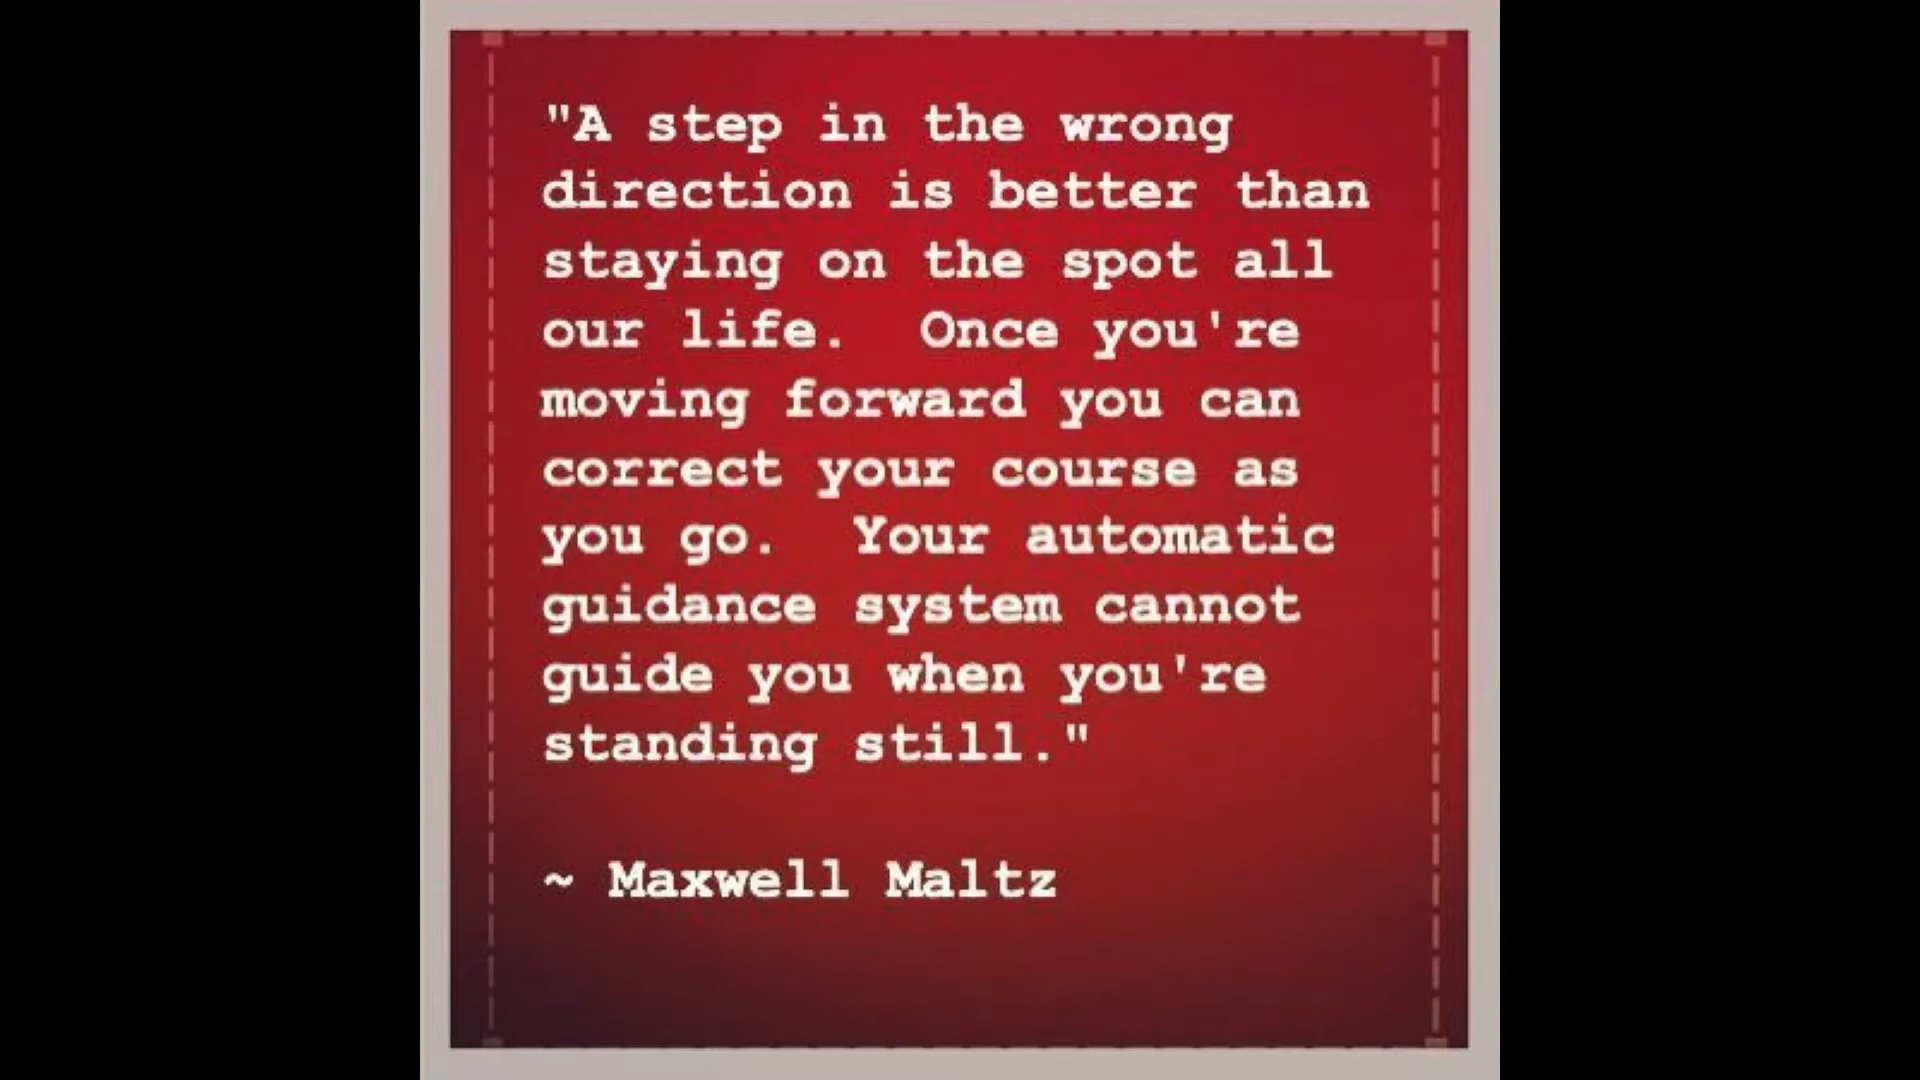 "A step in the wrong
direction is better than
staying on the spot all
our life.  Once you're
moving forward you can
correct your course as
you go.  Your automatic
guidance system cannot
guide you when you're
standing still."
~ Maxwell Maltz